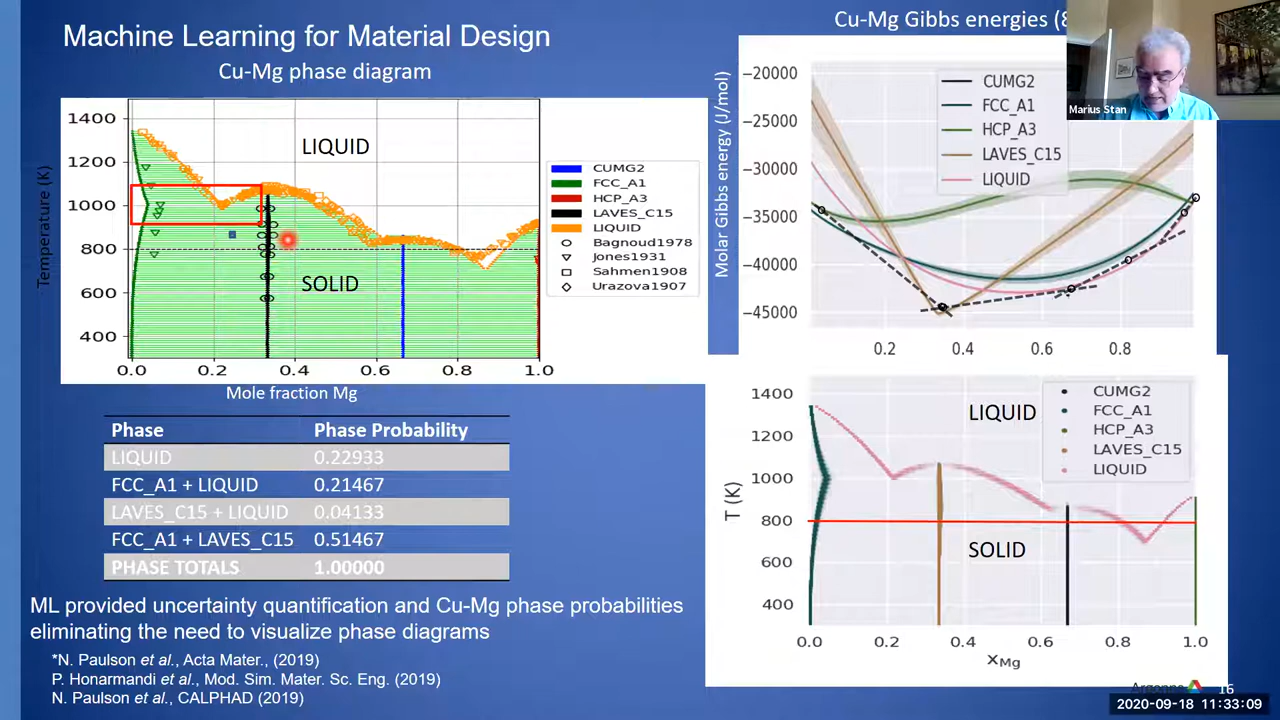 Machine Learning for Material Design
Cu-Mg phase diagram
1400
1200
1000
800
600
400
Temperature (K)
LIQUID
SOLID
0.0 0.2 0.4 0.6 0.8 1.0
Mole fraction Mg
CUMG2
FCC_A1
HCP_A3
LAVES_C15
LIQUID
Bagnoud1978
Jones1931
Sahmen1908
Urazova1907
Cu-Mg Gibbs energies (8
Marius Stan
Molar Gibbs energy (J/mol)
−20000
−25000
−30000
−35000
−40000
−45000
CUMG2
FCC_A1
HCP_A3
LAVES_C15
LIQUID
0.2 0.4 0.6 0.8
1400
1200
1000
800
600
400
T (K)
LIQUID
SOLID
CUMG2
FCC_A1
HCP_A3
LAVES_C15
LIQUID
0.0 0.2 0.4 0.6 0.8 1.0
xMg
Phase Phase Probability
LIQUID 0.22933
FCC_A1 + LIQUID 0.21467
LAVES_C15 + LIQUID 0.04133
FCC_A1 + LAVES_C15 0.51467
PHASE TOTALS 1.00000
ML provided uncertainty quantification and Cu-Mg phase probabilities
eliminating the need to visualize phase diagrams
*N. Paulson et al., Acta Mater., (2019)
P. Honarmandi et al., Mod. Sim. Mater. Sc. Eng. (2019)
N. Paulson et al., CALPHAD (2019)
16
2020-09-18 11:33:09